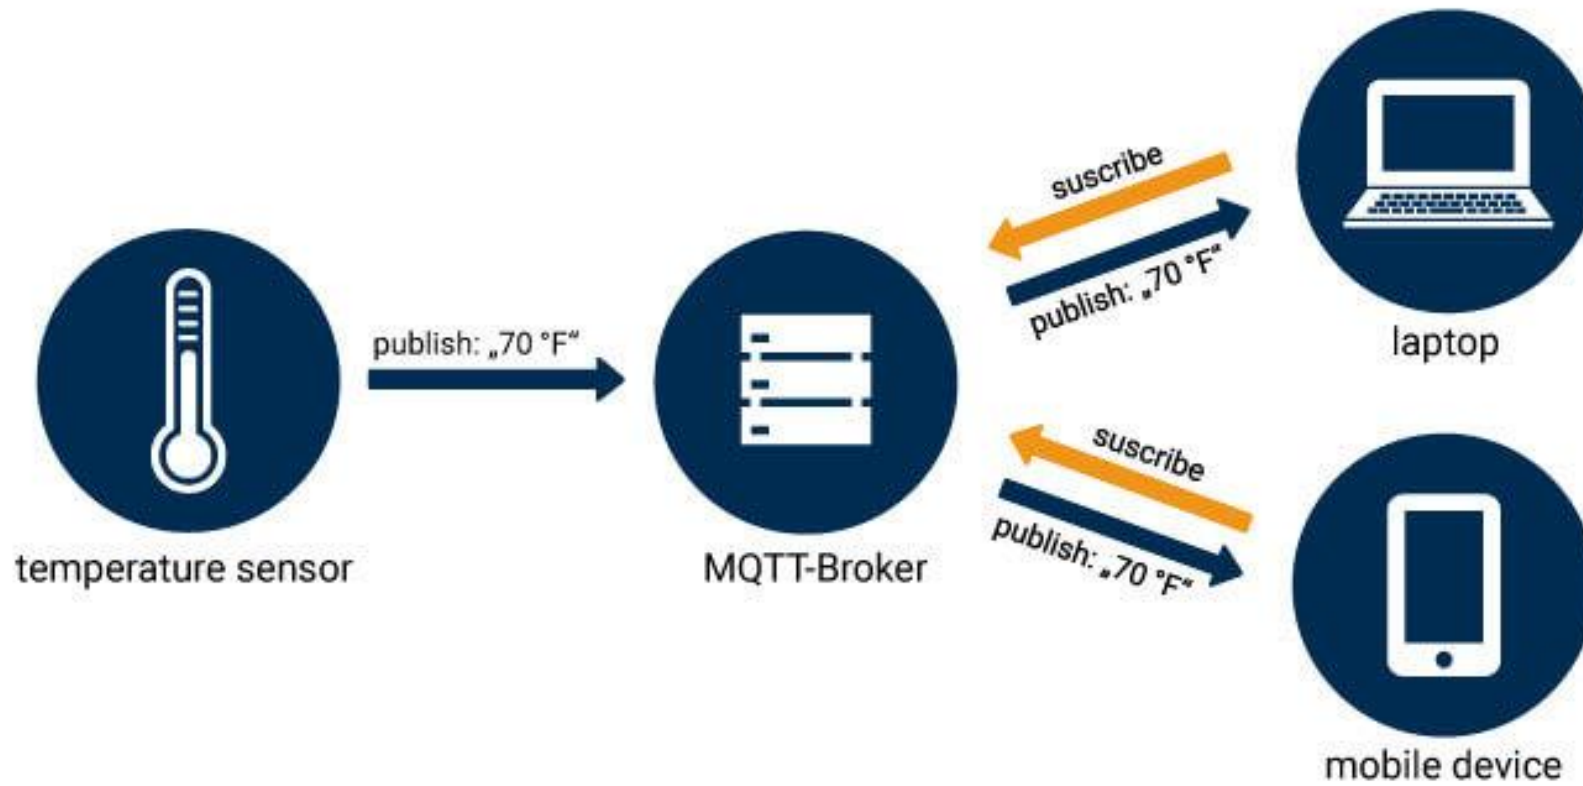 suscribe
publish: „70 °F“
laptop
publish: „70 °F“
temperature sensor
MQTT-Broker
suscribe
publish: „70 °F“
mobile device